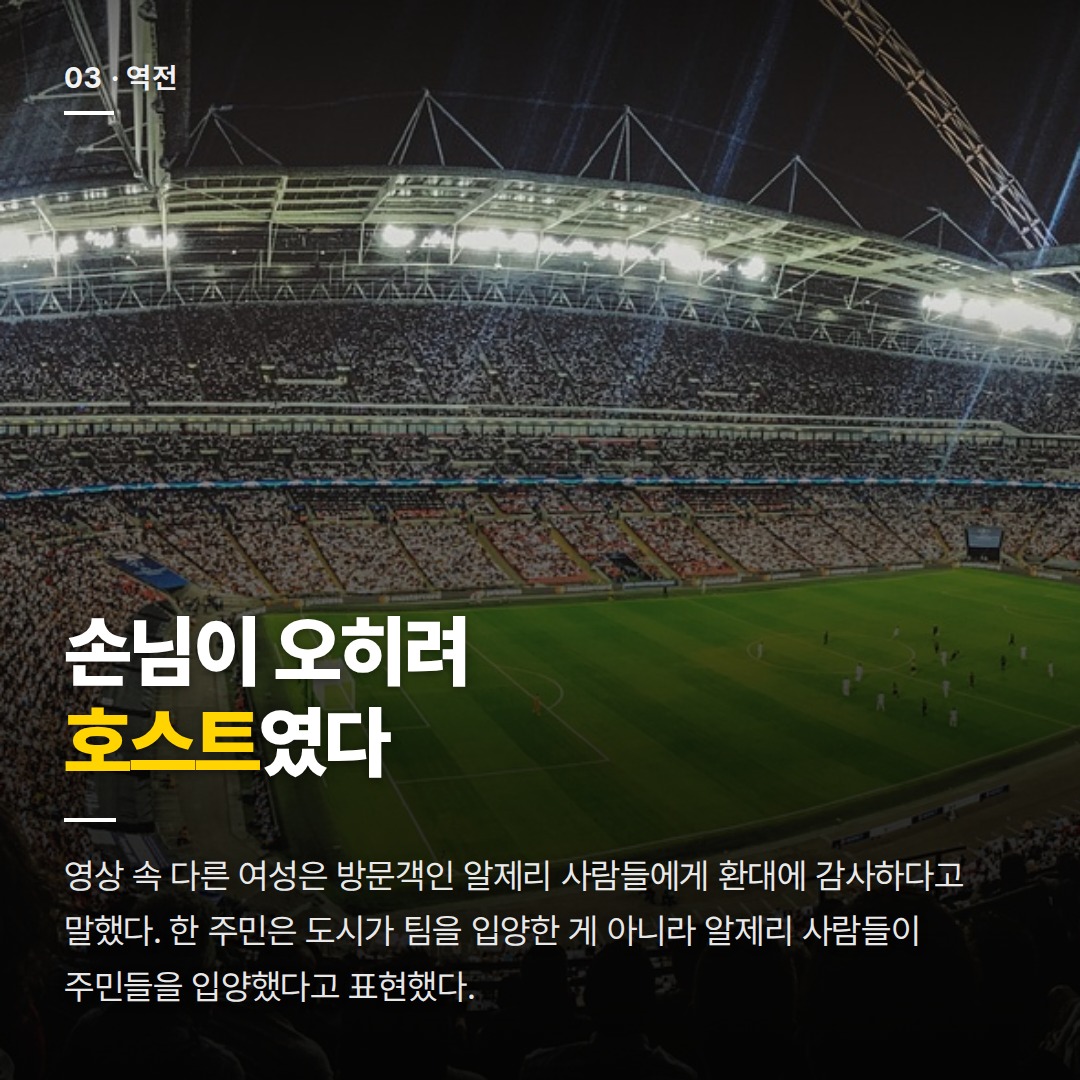 03 · 역전
손님이 오히려
호스트였다
영상 속 다른 여성은 방문객인 알제리 사람들에게 환대에 감사하다고
말했다. 한 주민은 도시가 팀을 입양한 게 아니라 알제리 사람들이
주민들을 입양했다고 표현했다.